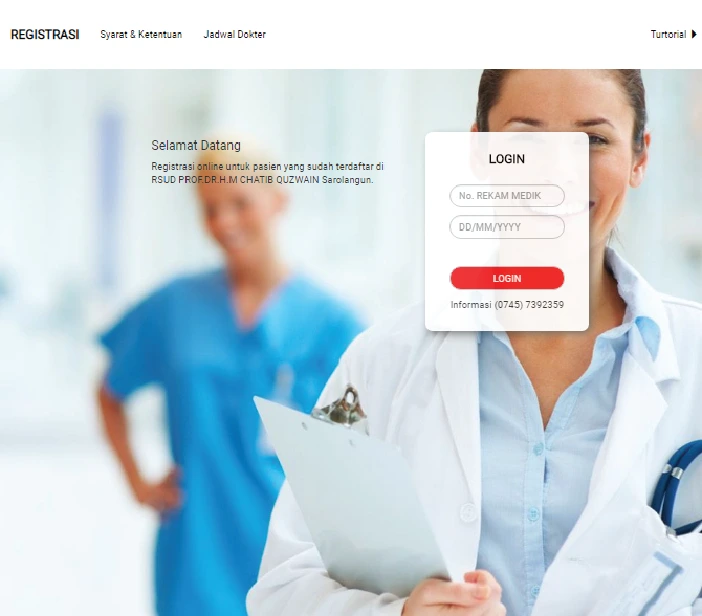 REGISTRASI
Syarat & Ketentuan
Jadwal Dokter
Turtorial
Selamat Datang
Registrasi online untuk pasien yang sudah terdaftar di
RSUD PROF.DR.H.M CHATIB QUZWAIN Sarolangun.
LOGIN
No. REKAM MEDIK
DD/MM/YYYY
LOGIN
Informasi (0745) 7392359